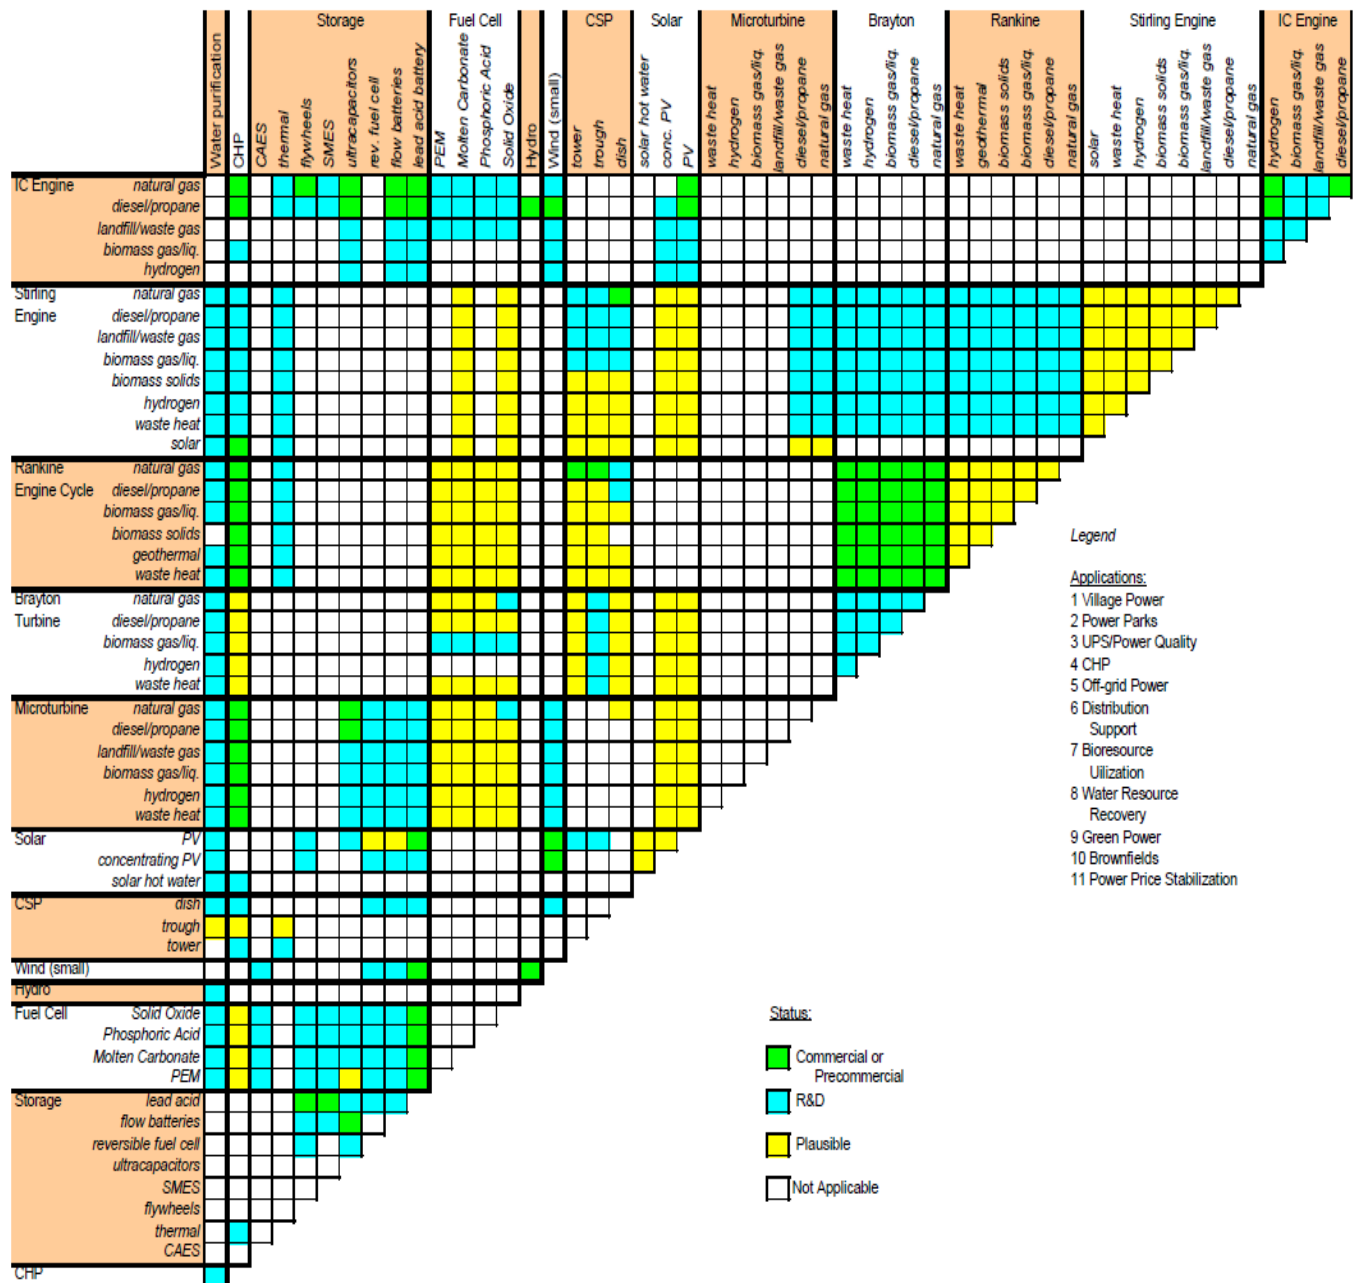 Storage
Fuel Cell
CSP
Solar
Microturbine
Brayton
Rankine
Stirling Engine
IC Engine
Water purification
CHP
CAES
thermal
flywheels
SMES
ultracapacitors
rev. fuel cell
flow batteries
lead acid battery
PEM
Molten Carbonate
Phosphoric Acid
Solid Oxide
Hydro
Wind (small)
tower
trough
dish
solar hot water
conc. PV
PV
waste heat
hydrogen
biomass gas/liq.
landfill/waste gas
diesel/propane
natural gas
waste heat
hydrogen
biomass gas/liq.
diesel/propane
natural gas
waste heat
geothermal
biomass solids
biomass gas/liq.
diesel/propane
natural gas
solar
waste heat
hydrogen
biomass solids
biomass gas/liq.
landfill/waste gas
diesel/propane
natural gas
hydrogen
biomass gas/liq.
landfill/waste gas
diesel/propane
IC Engine natural gas
diesel/propane
landfill/waste gas
biomass gas/liq.
hydrogen
Stirling natural gas
Engine diesel/propane
landfill/waste gas
biomass gas/liq.
biomass solids
hydrogen
waste heat
solar
Rankine natural gas
Engine Cycle diesel/propane
biomass gas/liq.
biomass solids
geothermal
waste heat
Brayton natural gas
Turbine diesel/propane
biomass gas/liq.
hydrogen
waste heat
Microturbine natural gas
diesel/propane
landfill/waste gas
biomass gas/liq.
hydrogen
waste heat
Solar PV
concentrating PV
solar hot water
CSP dish
trough
tower
Wind (small)
Hydro
Fuel Cell Solid Oxide
Phosphoric Acid
Molten Carbonate
PEM
Storage lead acid
flow batteries
reversible fuel cell
ultracapacitors
SMES
flywheels
thermal
CAES
CHP
Legend
Applications:
1 Village Power
2 Power Parks
3 UPS/Power Quality
4 CHP
5 Off-grid Power
6 Distribution
Support
7 Bioresource
Uilization
8 Water Resource
Recovery
9 Green Power
10 Brownfields
11 Power Price Stabilization
Status:
Commercial or
Precommercial
R&D
Plausible
Not Applicable